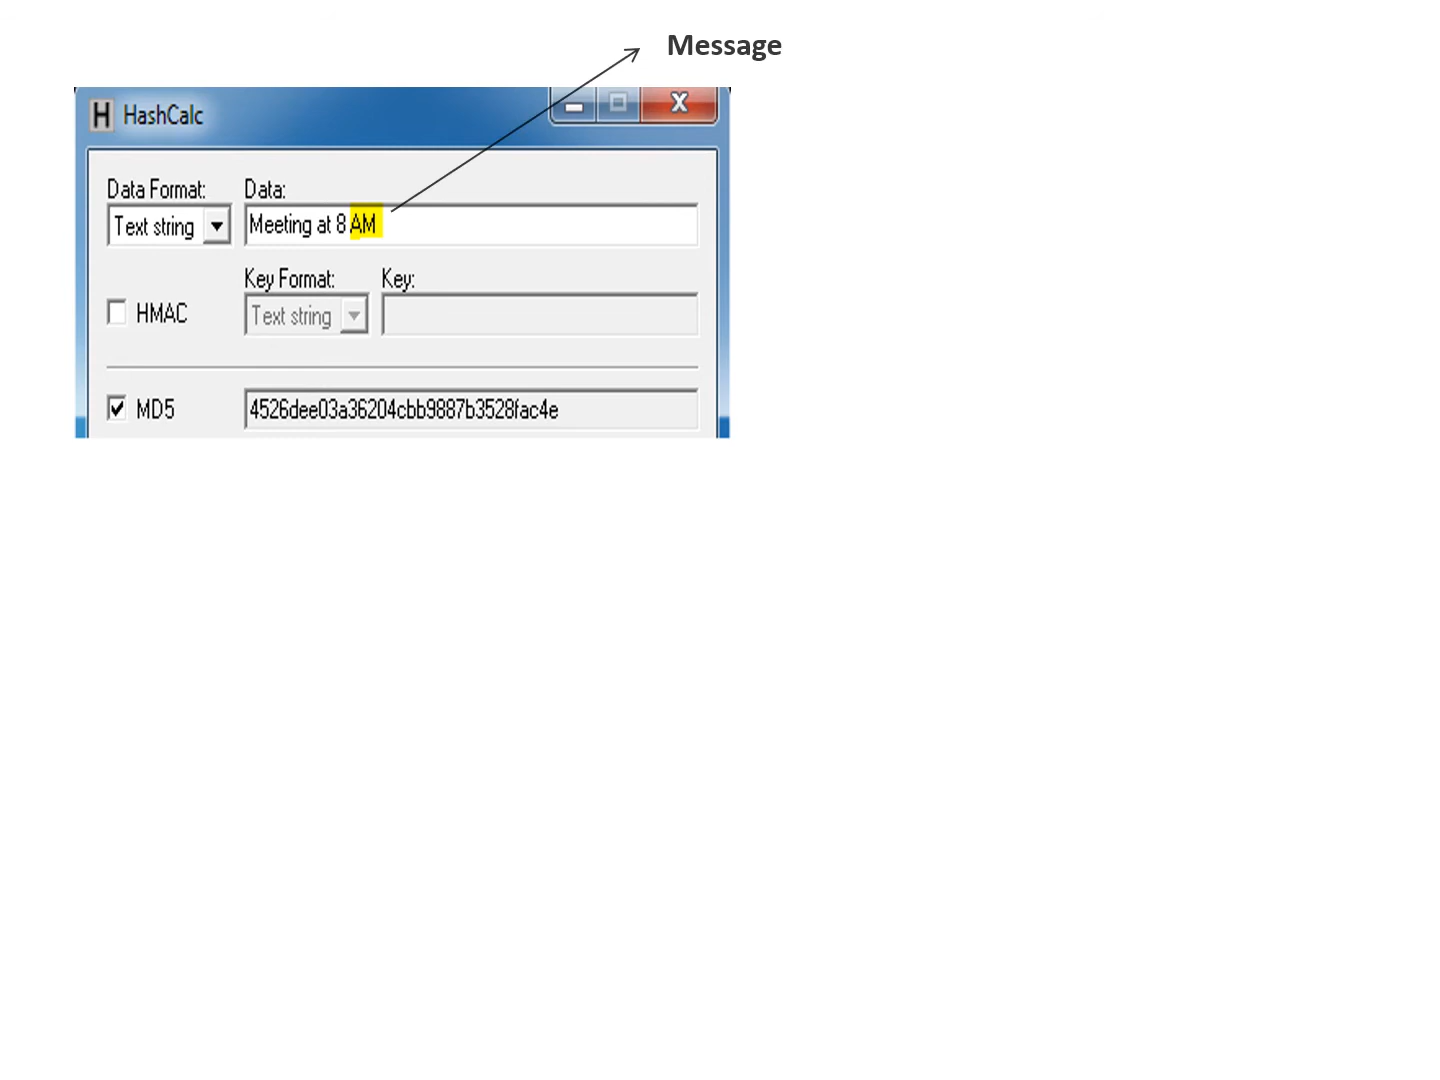 Message
HashCalc
Data Format: Data:
Text string Meeting at 8 AM
Key Format: Key:
HMAC Text string
MD5 4526dee03a36204cbb9887b3528fac4e